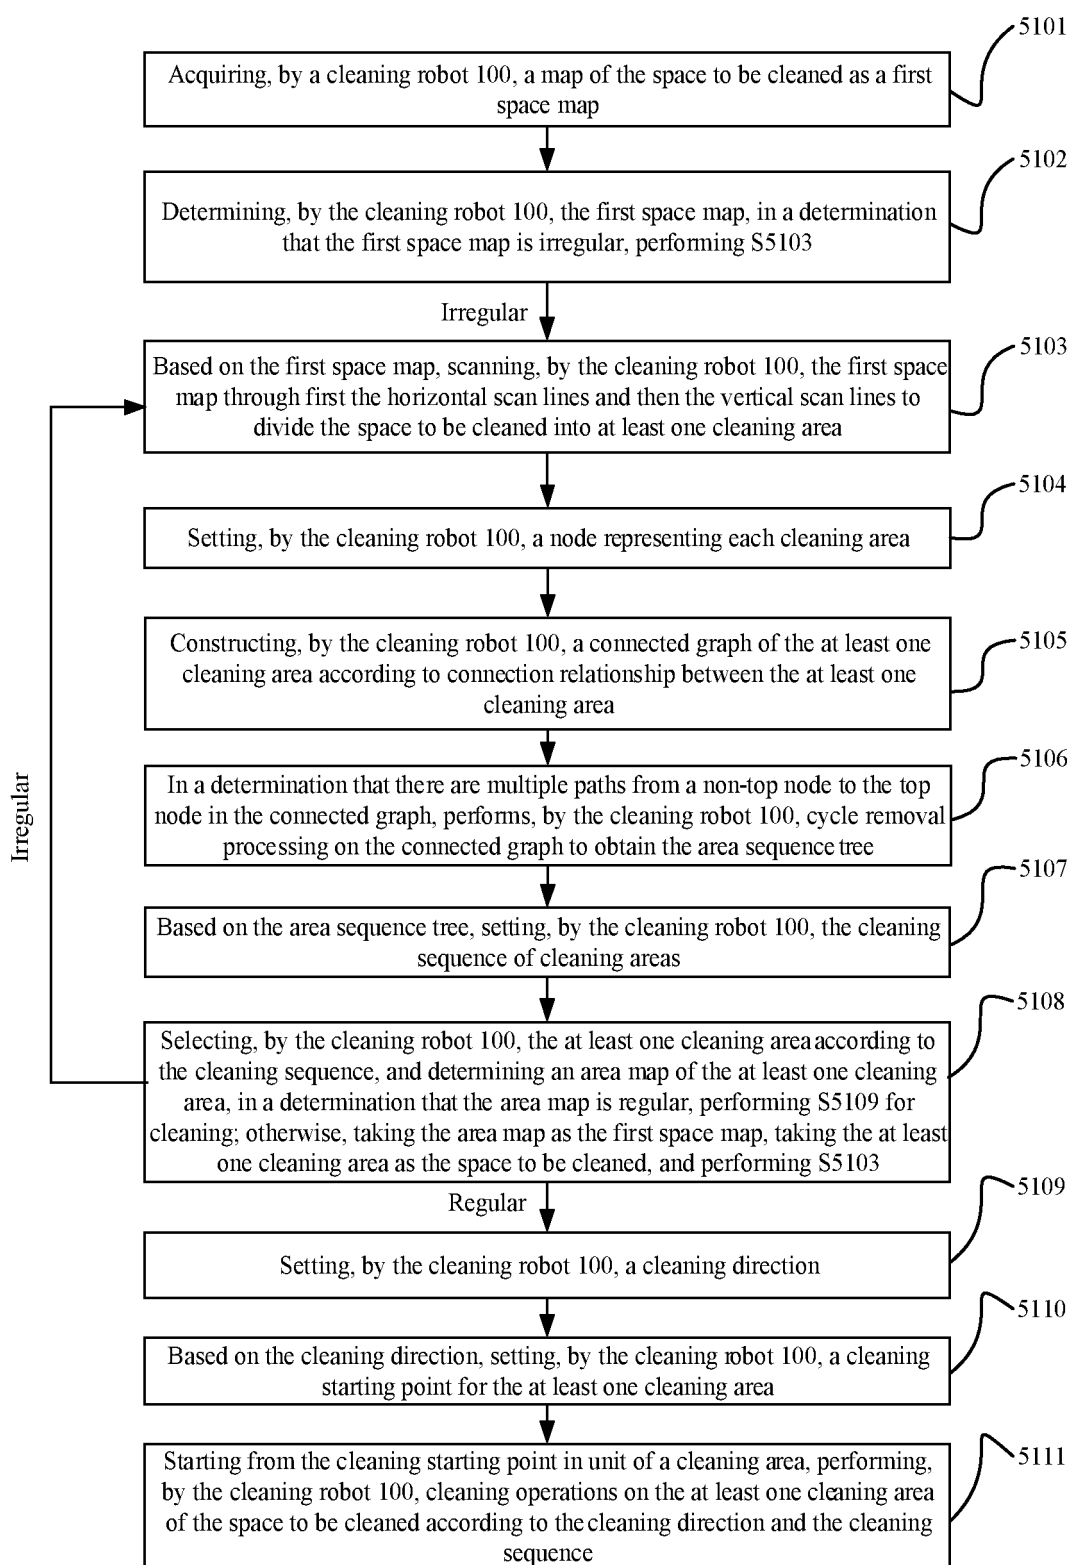 5101
Acquiring, by a cleaning robot 100, a map of the space to be cleaned as a first
space map
5102
Determining, by the cleaning robot 100, the first space map, in a determination
that the first space map is irregular, performing S5103
Irregular
5103
Based on the first space map, scanning, by the cleaning robot 100, the first space
map through first the horizontal scan lines and then the vertical scan lines to
divide the space to be cleaned into at least one cleaning area
5104
Setting, by the cleaning robot 100, a node representing each cleaning area
5105
Constructing, by the cleaning robot 100, a connected graph of the at least one
cleaning area according to connection relationship between the at least one
cleaning area
5106
In a determination that there are multiple paths from a non-top node to the top
node in the connected graph, performs, by the cleaning robot 100, cycle removal
processing on the connected graph to obtain the area sequence tree
Irregular
5107
Based on the area sequence tree, setting, by the cleaning robot 100, the cleaning
sequence of cleaning areas
5108
Selecting, by the cleaning robot 100, the at least one cleaning area according to
the cleaning sequence, and determining an area map of the at least one cleaning
area, in a determination that the area map is regular, performing S5109 for
cleaning; otherwise, taking the area map as the first space map, taking the at least
one cleaning area as the space to be cleaned, and performing S5103
Regular
5109
Setting, by the cleaning robot 100, a cleaning direction
5110
Based on the cleaning direction, setting, by the cleaning robot 100, a cleaning
starting point for the at least one cleaning area
5111
Starting from the cleaning starting point in unit of a cleaning area, performing,
by the cleaning robot 100, cleaning operations on the at least one cleaning area
of the space to be cleaned according to the cleaning direction and the cleaning
sequence